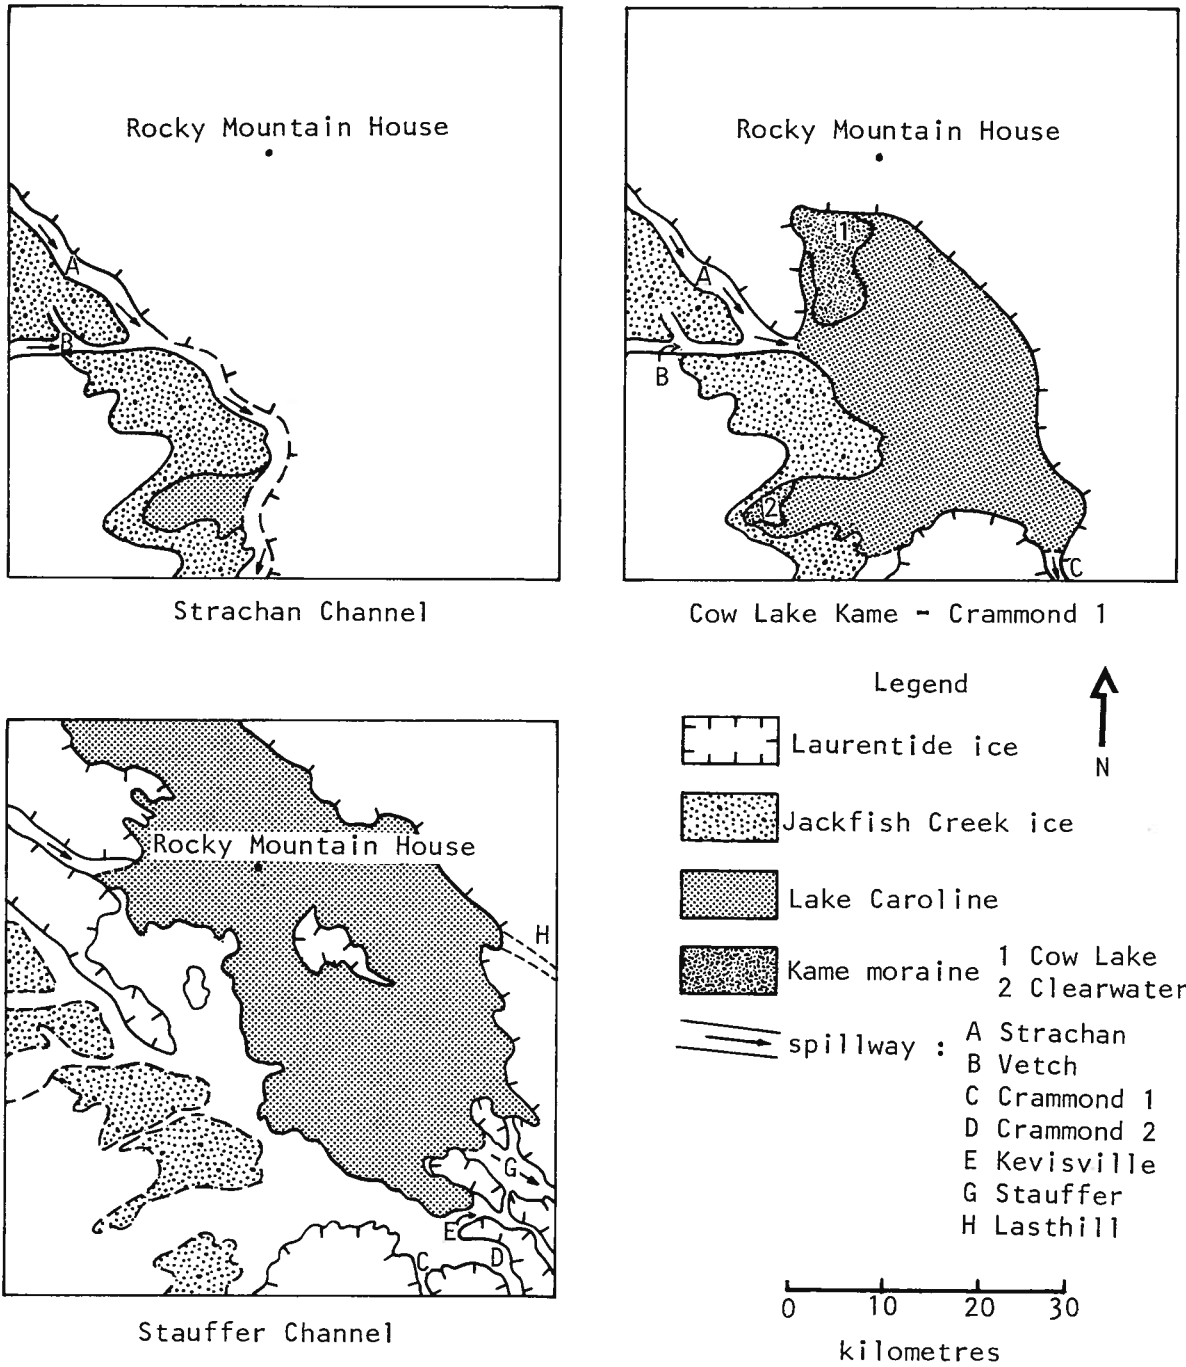 Rocky Mountain House
A
B
Strachan Channel
Rocky Mountain House
1
A
B
2
C
Cow Lake Kame - Crammond 1
Rocky Mountain House
H
G
E
D
C
Stauffer Channel
Legend
N
Laurentide ice
Jackfish Creek ice
Lake Caroline
Kame moraine 1 Cow Lake
2 Clearwater
spillway : A Strachan
B Vetch
C Crammond 1
D Crammond 2
E Kevisville
G Stauffer
H Lasthill
0 10 20 30
kilometres